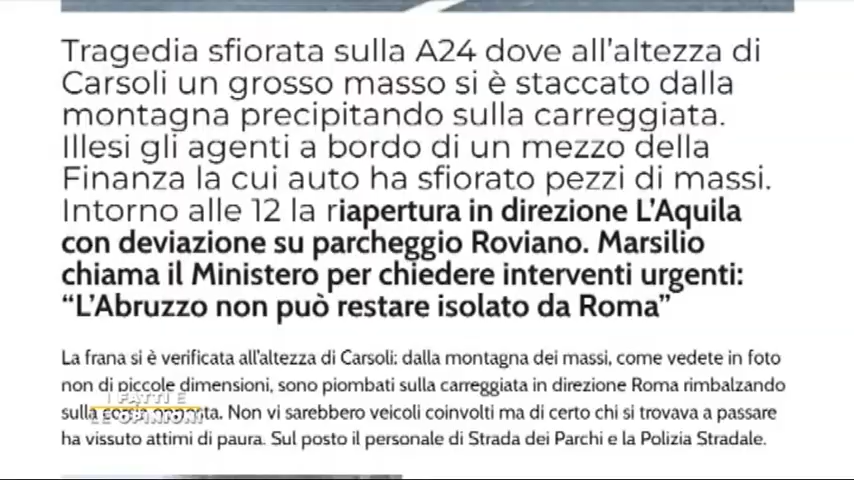 Tragedia sfiorata sulla A24 dove all'altezza di
Carsoli un grosso masso si è staccato dalla
montagna precipitando sulla carreggiata.
Illesi gli agenti a bordo di un mezzo della
Finanza la cui auto ha sfiorato pezzi di massi.
Intorno alle 12 la riapertura in direzione L'Aquila
con deviazione su parcheggio Roviano. Marsilio
chiama il Ministero per chiedere interventi urgenti:
“L'Abruzzo non può restare isolato da Roma”
La frana si è verificata all'altezza di Carsoli: dalla montagna dei massi, come vedete in foto
non di piccole dimensioni, sono piombati sulla carreggiata in direzione Roma rimbalzando
sulla corsia opposta. Non vi sarebbero veicoli coinvolti ma di certo chi si trovava a passare
ha vissuto attimi di paura. Sul posto il personale di Strada dei Parchi e la Polizia Stradale.
I FATTI E
LE OPINIONI